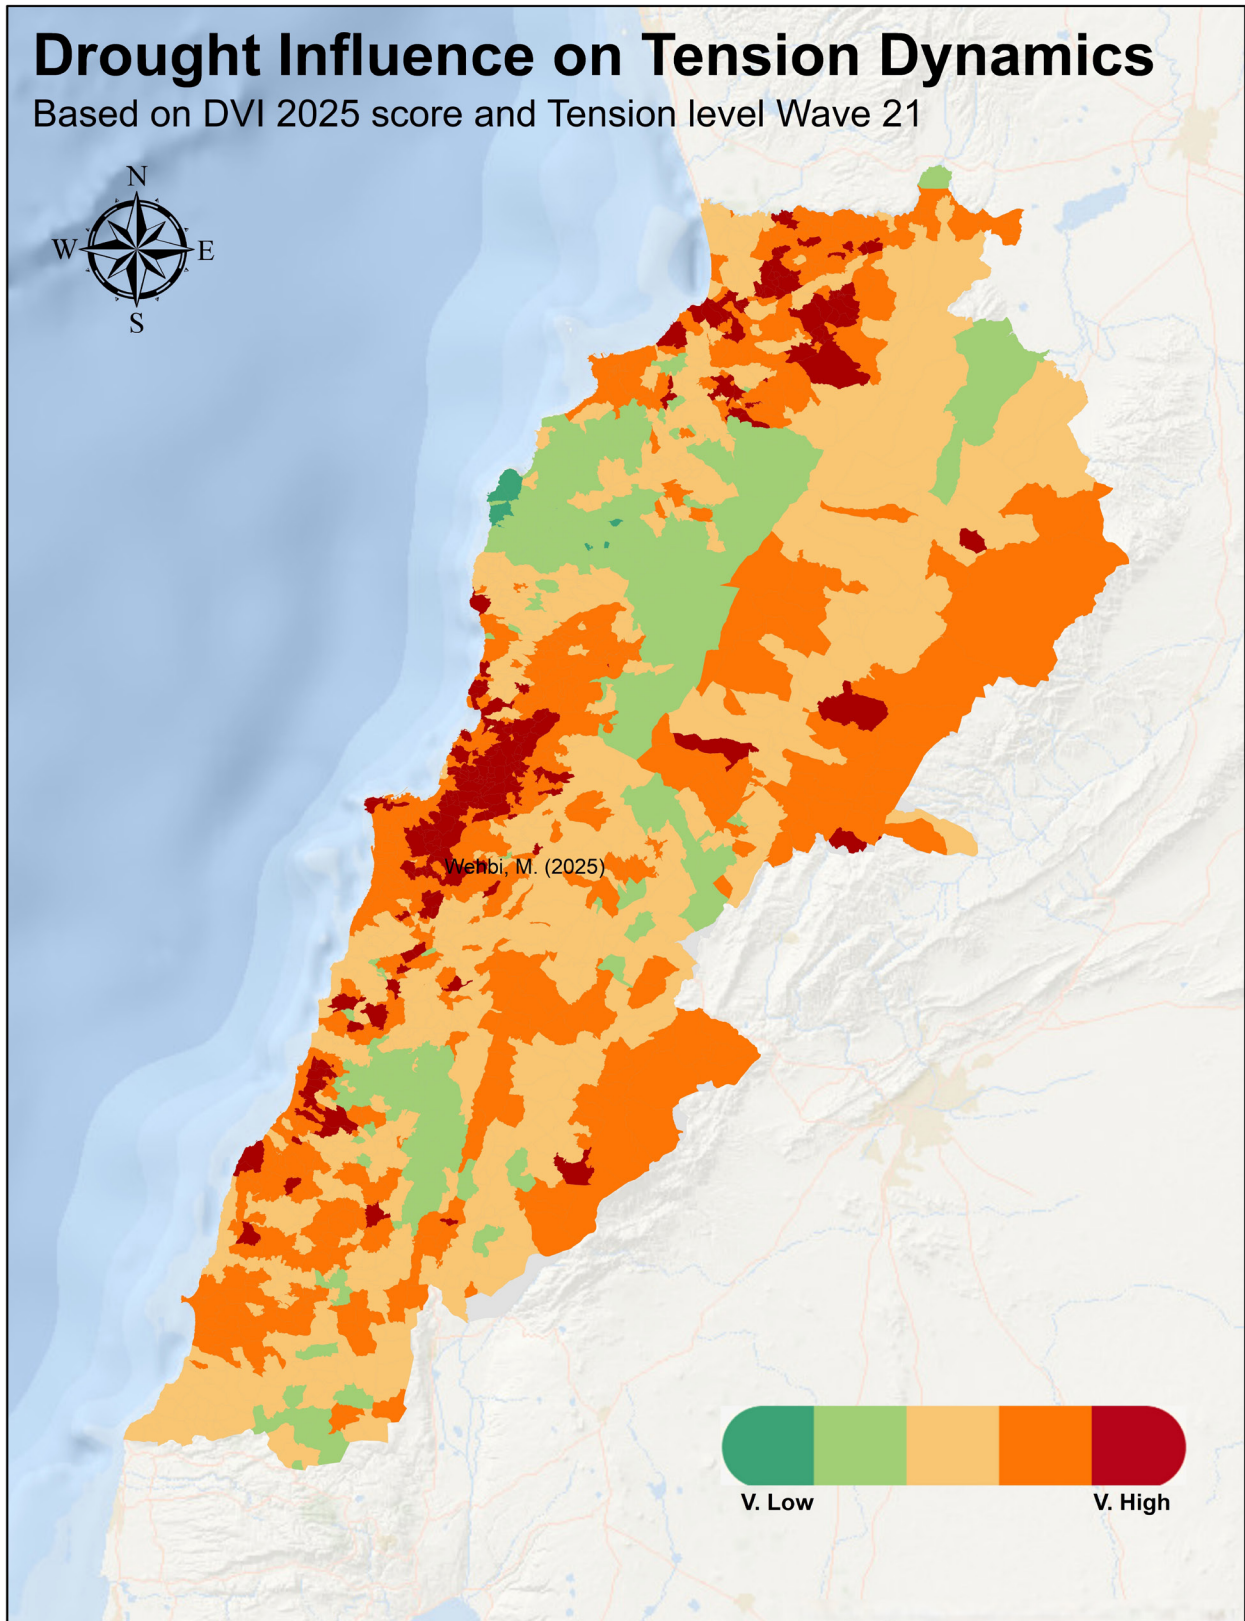 Drought Influence on Tension Dynamics
Based on DVI 2025 score and Tension level Wave 21
N
W E
S
Wehbi, M. (2025)
V. Low V. High